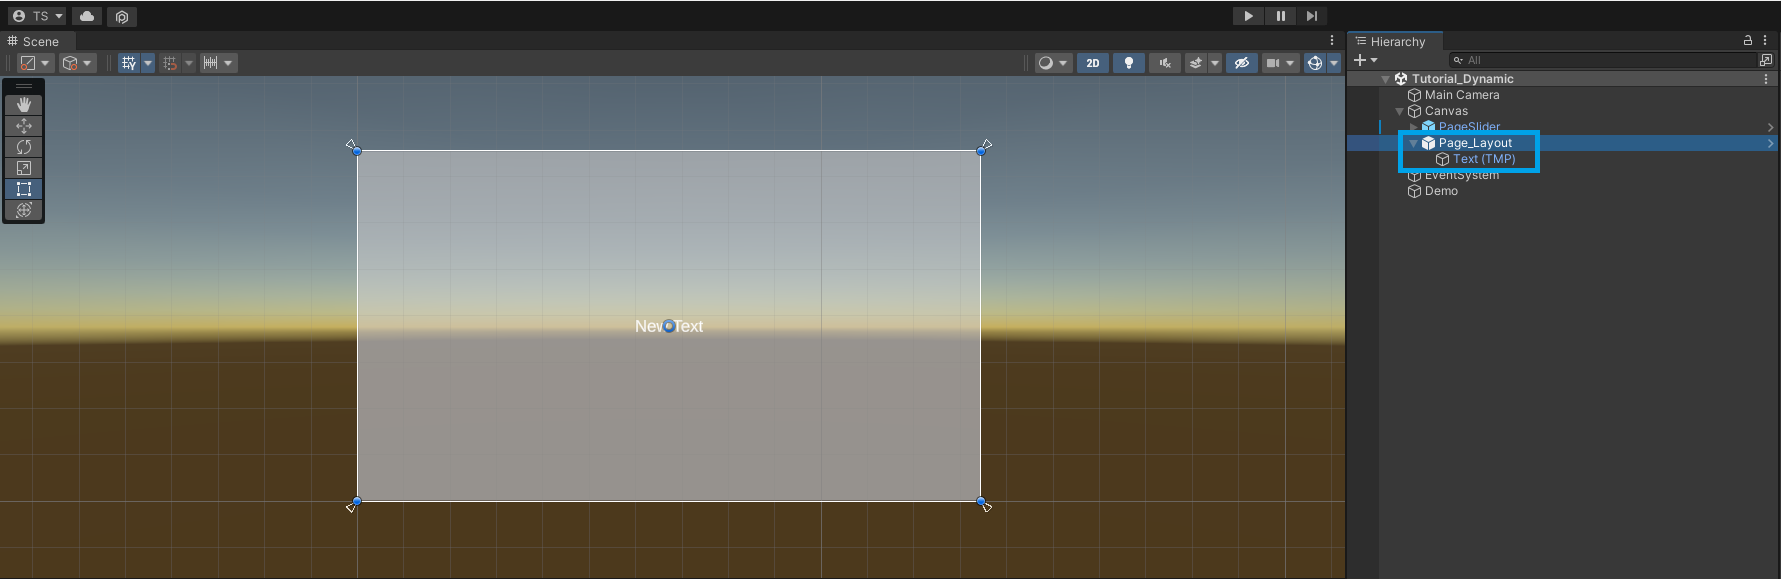 TS
Scene
2D
New Text
Hierarchy
All
Tutorial_Dynamic
Main Camera
Canvas
PageSlider
Page_Layout
Text (TMP)
EventSystem
Demo